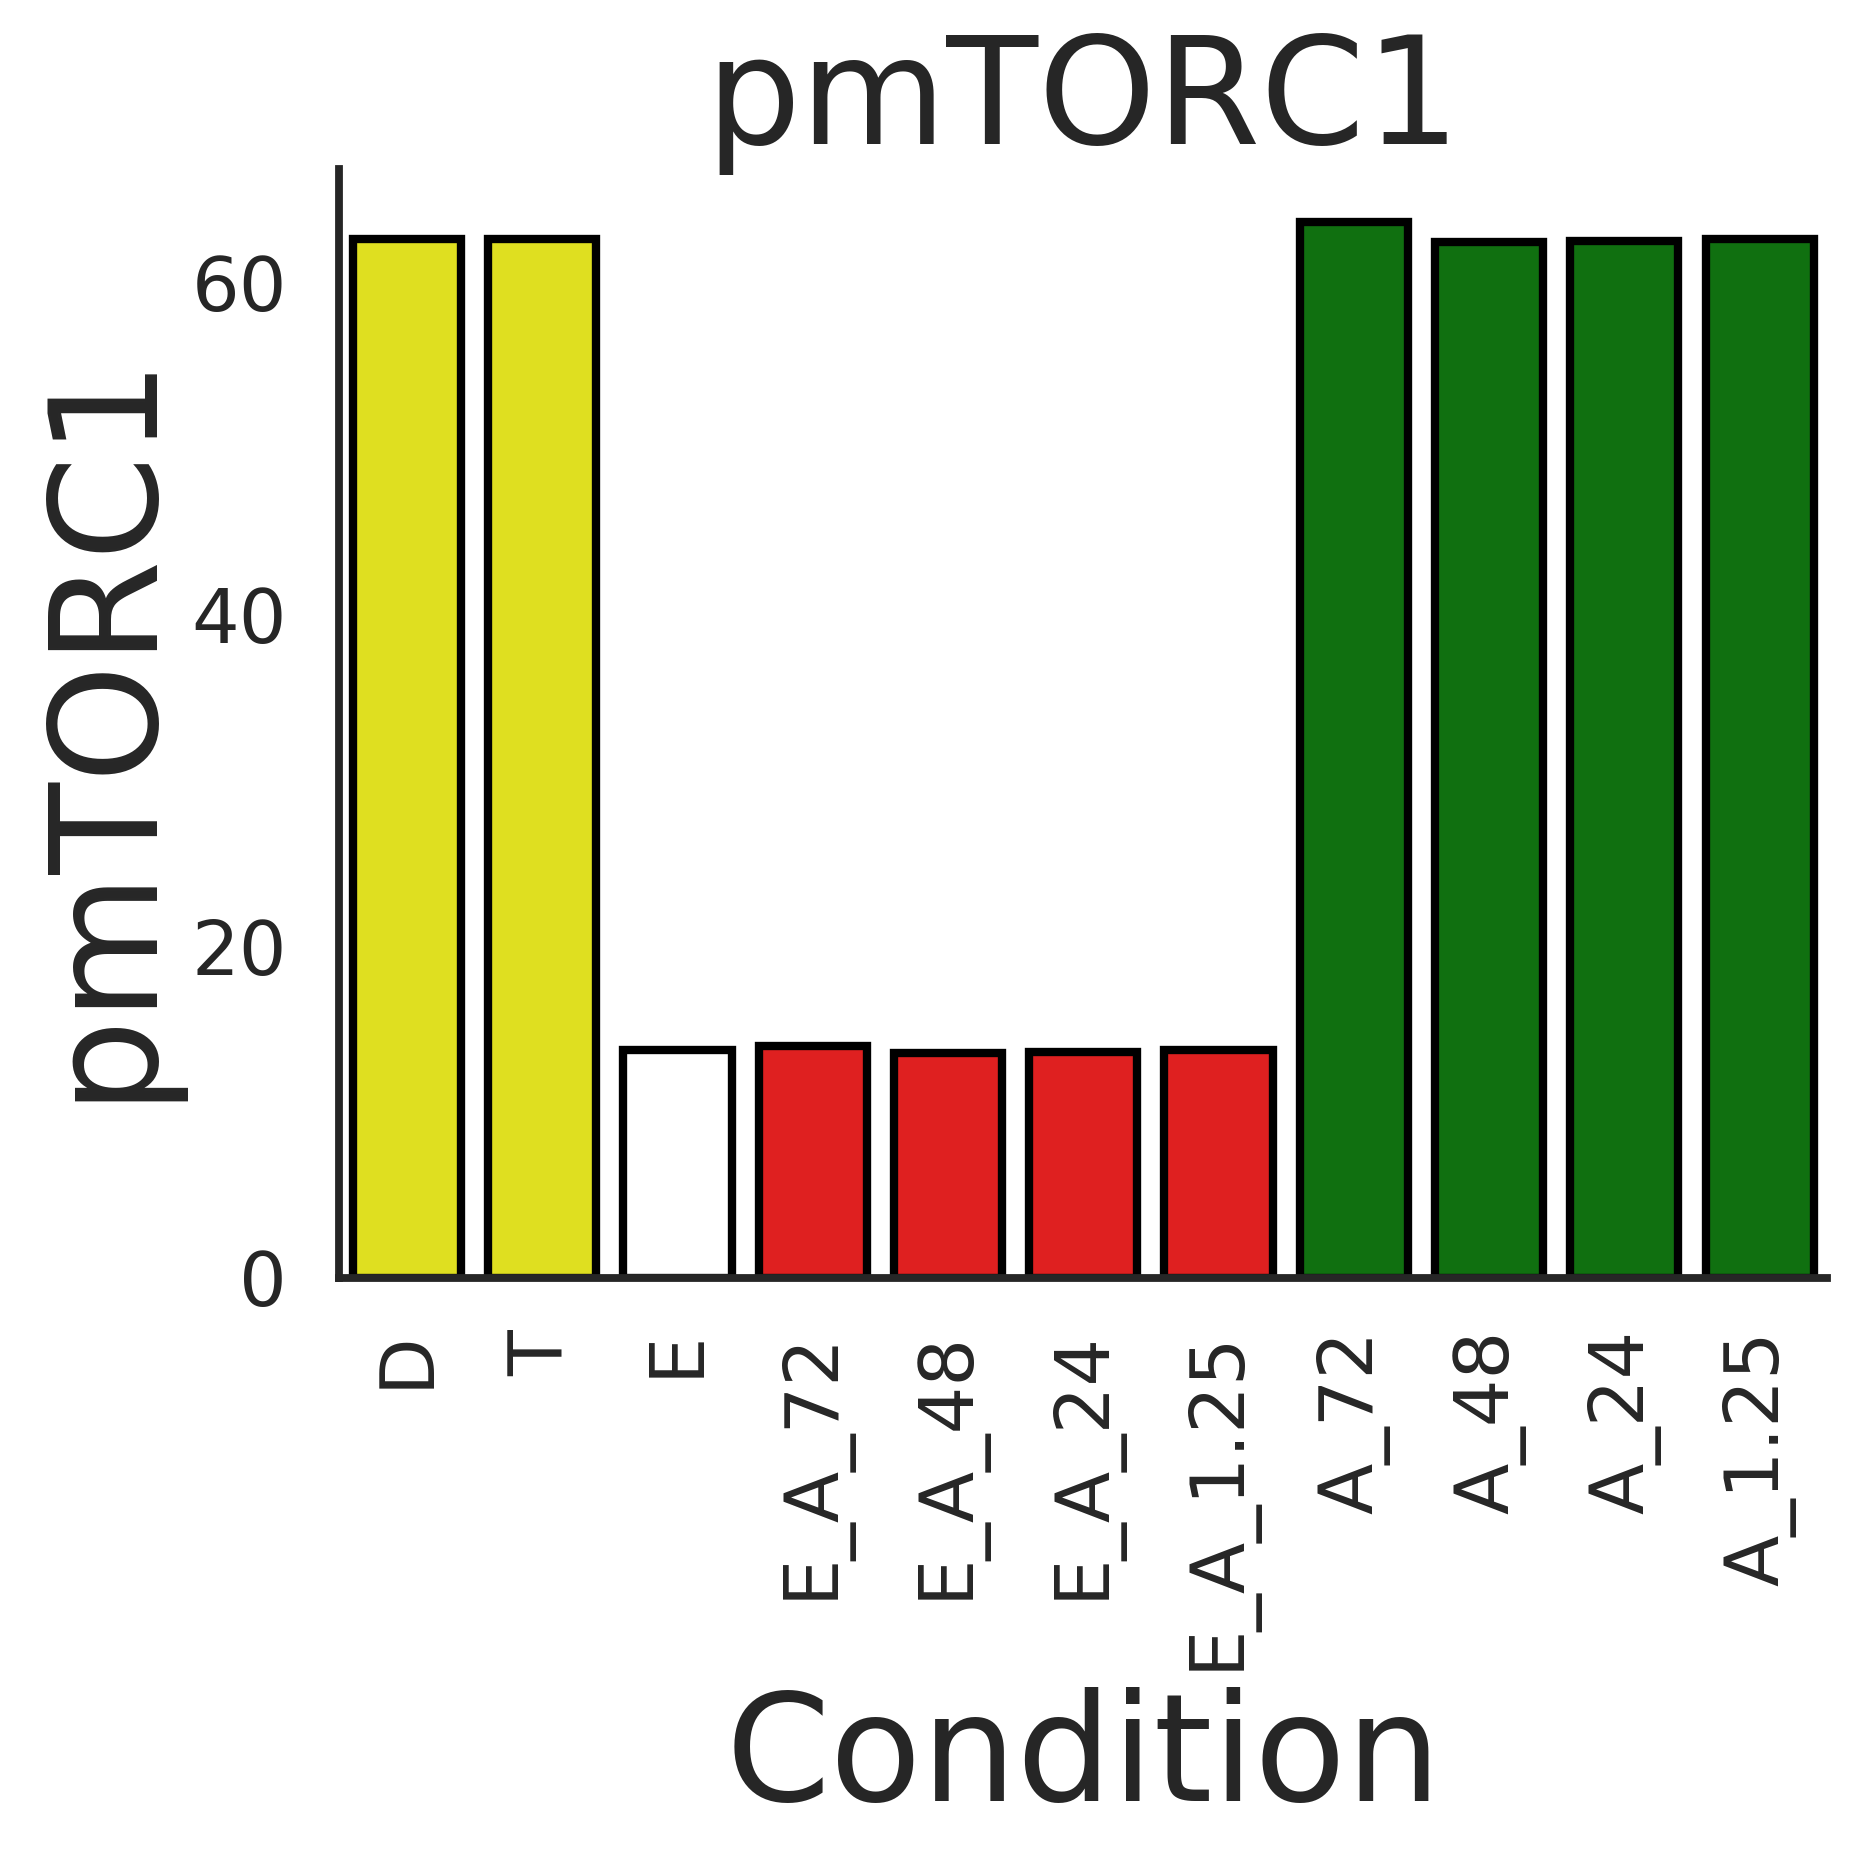 pmTORC1
pmTORC1
60
40
20
0
D
T
E
E_A_72
E_A_48
E_A_24
E_A_1.25
A_72
A_48
A_24
A_1.25
Condition